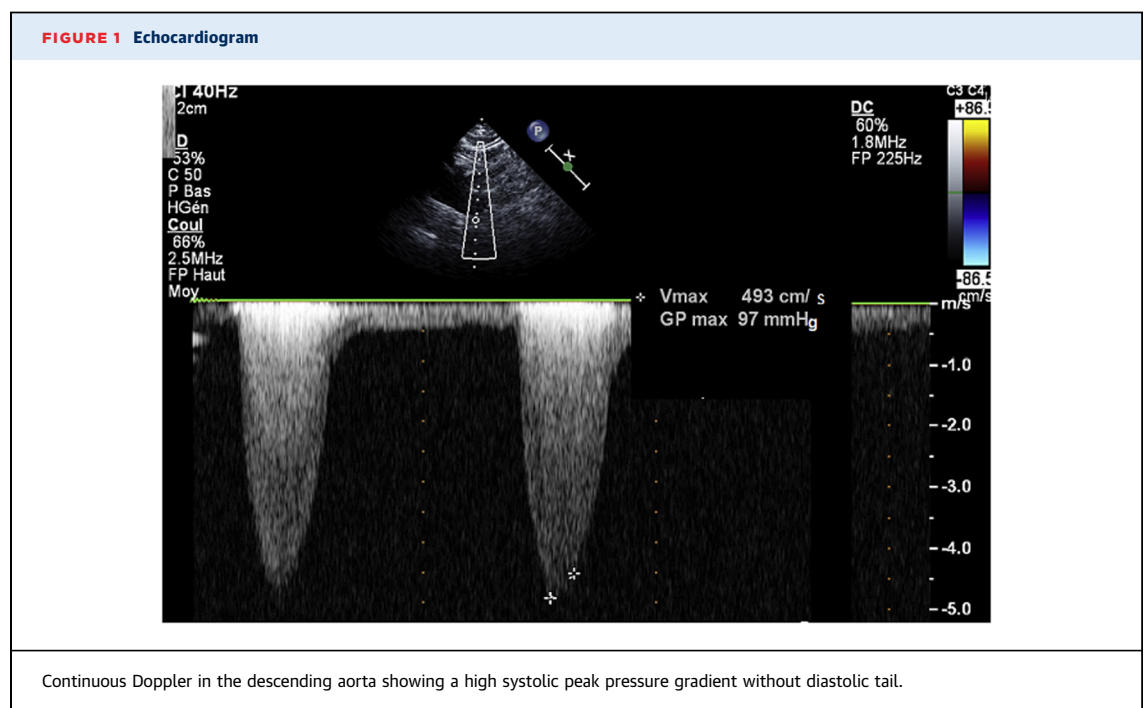 FIGURE 1 Echocardiogram
CI 40Hz
2cm
D
53%
C 50
P Bas
HGén
Coul
66%
2.5MHz
FP Haut
Moy
P
X
DC
60%
1.8MHz
FP 225Hz
C3 C4
+86.5
-86.5
cm/s
Vmax 493 cm/ s
GP max 97 mmHg
m/s
-1.0
-2.0
-3.0
-4.0
-5.0
Continuous Doppler in the descending aorta showing a high systolic peak pressure gradient without diastolic tail.